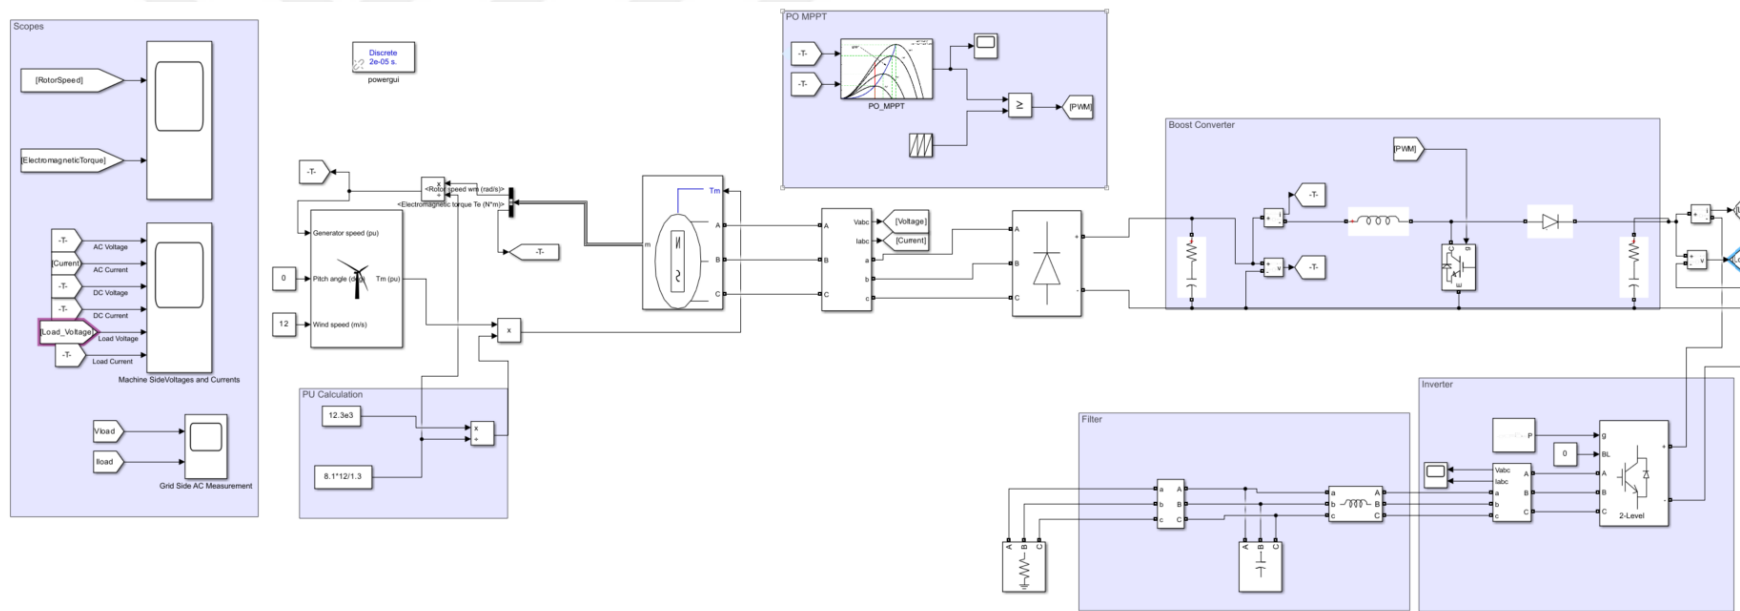 Scopes
[RotorSpeed]
[ElectromagneticTorque]
-T-
AC Voltage
[Current]
AC Current
-T-
DC Voltage
-T-
DC Current
[Load_Voltage]
Load Voltage
-T-
Load Current
Machine SideVoltages and Currents
Vload
Iload
Grid Side AC Measurement
Discrete
2e-05 s.
powergui
-T-
<Rotor speed wm (rad/s)>
<Electromagnetic torque Te (N*m)>
x
÷
-T-
Generator speed (pu)
0
Pitch angle (deg)
Tm (pu)
12
Wind speed (m/s)
x
PU Calculation
12.3e3
x
÷
8.1*12/1.3
Tm
m
N
A
B
C
PO MPPT
-T-
-T-
PO_MPPT
≥
[PWM]
A
B
C
Vabc
Iabc
a
b
c
[Voltage]
[Current]
A
B
C
+
-
Boost Converter
[PWM]
-T-
+ i
-
-T-
+ v
-
g
C
E
+ i
-
+ v
-
Filter
A B C
a A
b B
c C
A B C
a A
b B
c C
Inverter
P
0
Vabc
Iabc
a
b
c
A
B
C
g
BL
A
B
C
+
-
2-Level